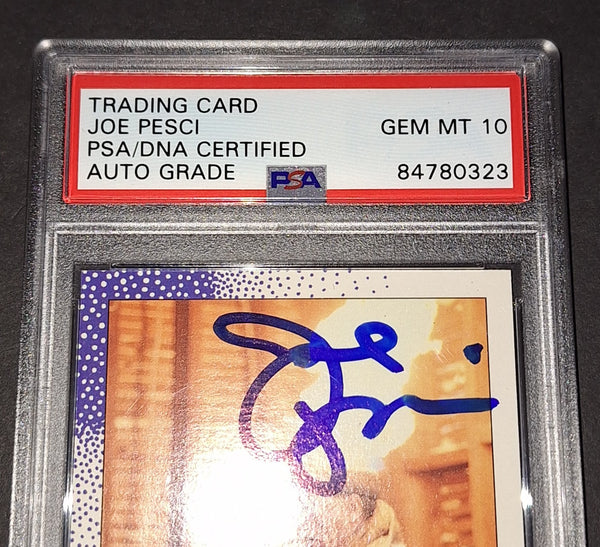 TRADING CARD
JOE PESCI GEM MT 10
PSA/DNA CERTIFIED
AUTO GRADE PSA 84780323